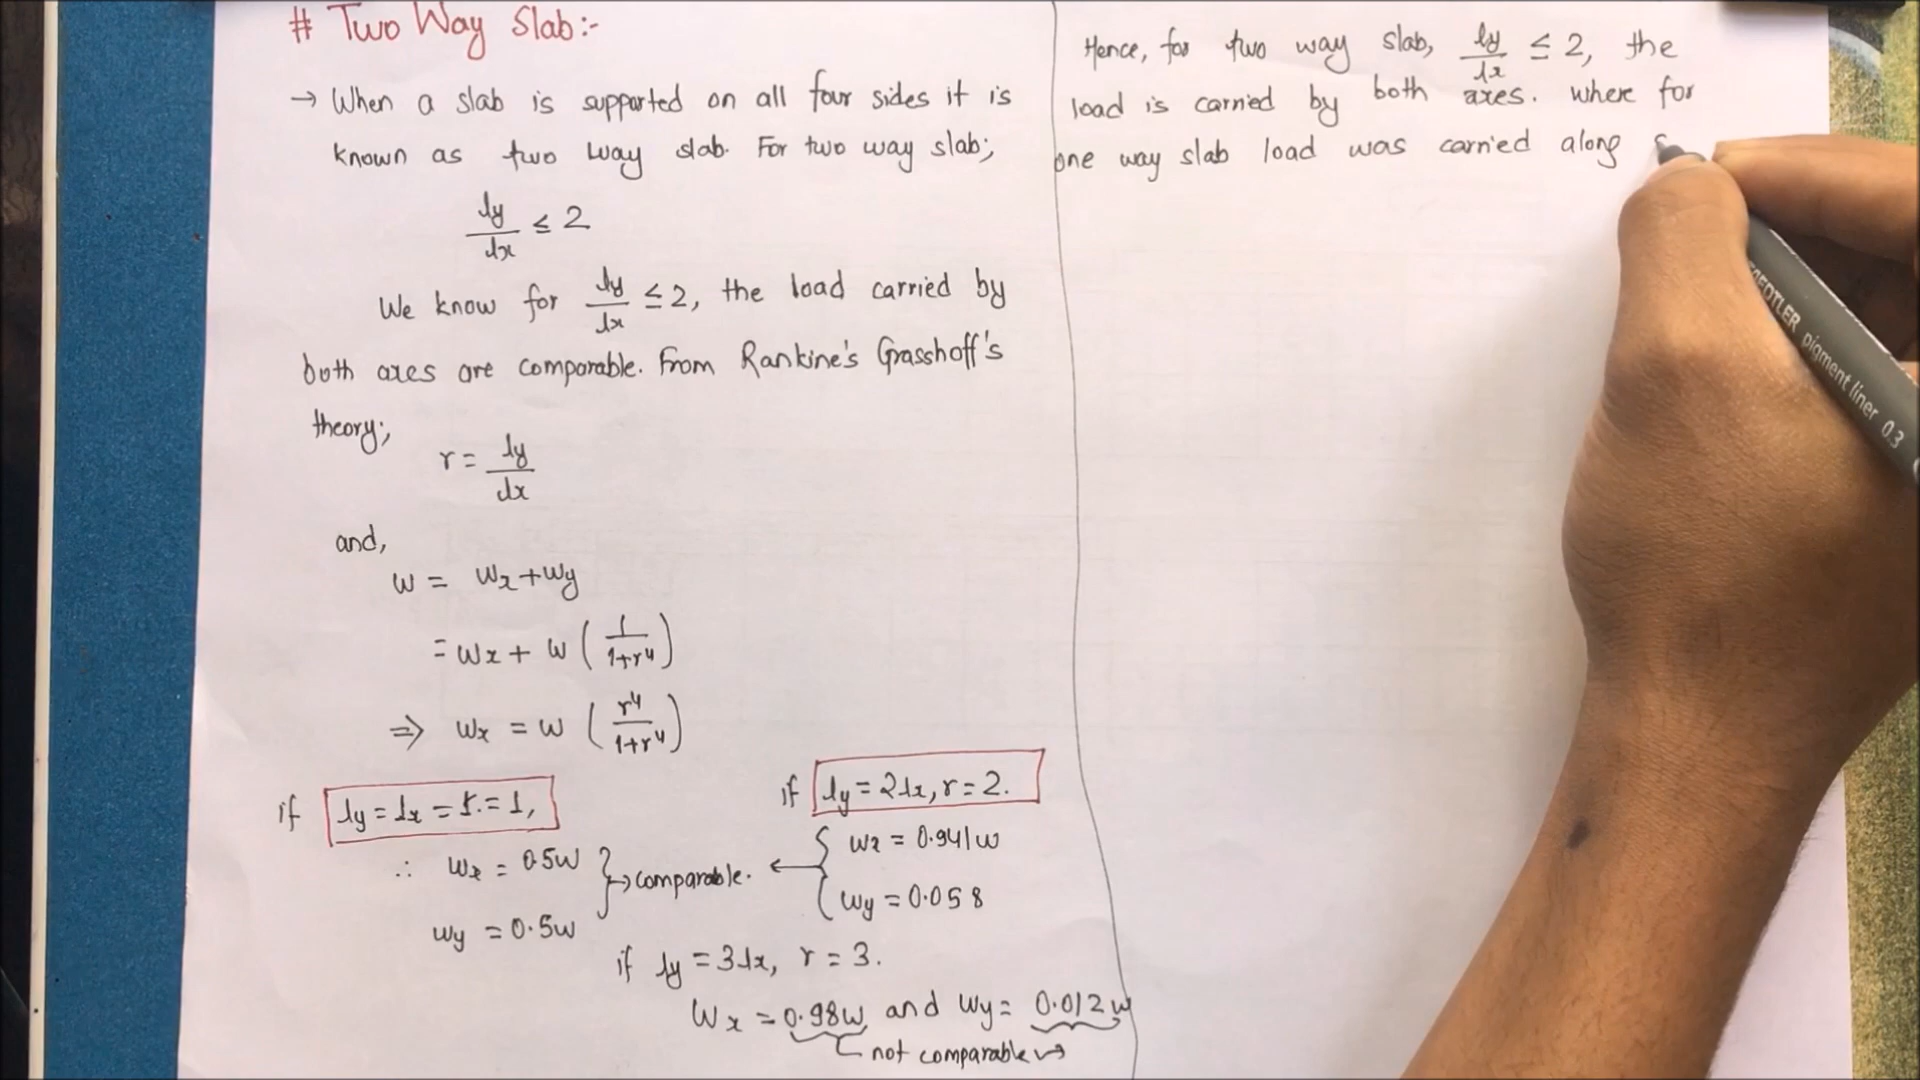 # Two Way Slab:-
→ When a slab is supported on all four sides it is
known as two way slab. For two way slab;
ly/lx ≤ 2
We know for ly/lx ≤ 2, the load carried by
both axes are comparable. From Rankine's Grasshoff's
theory;
r = ly/lx
and,
w = wx + wy
= wx + w (1/1+r⁴)
⇒ wx = w (r⁴/1+r⁴)
if ly = lx = r = 1,
∴ wx = 0.5w
wy = 0.5w
} → comparable.
if ly = 2lx, r = 2.
wx = 0.941w
wy = 0.058
if ly = 3lx, r = 3.
Wx = 0.98w and wy = 0.012w
not comparable
Hence, for two way slab, ly/lx ≤ 2, the
load is carried by both axes. where for
one way slab load was carried along s
STAEDTLER pigment liner 0.3